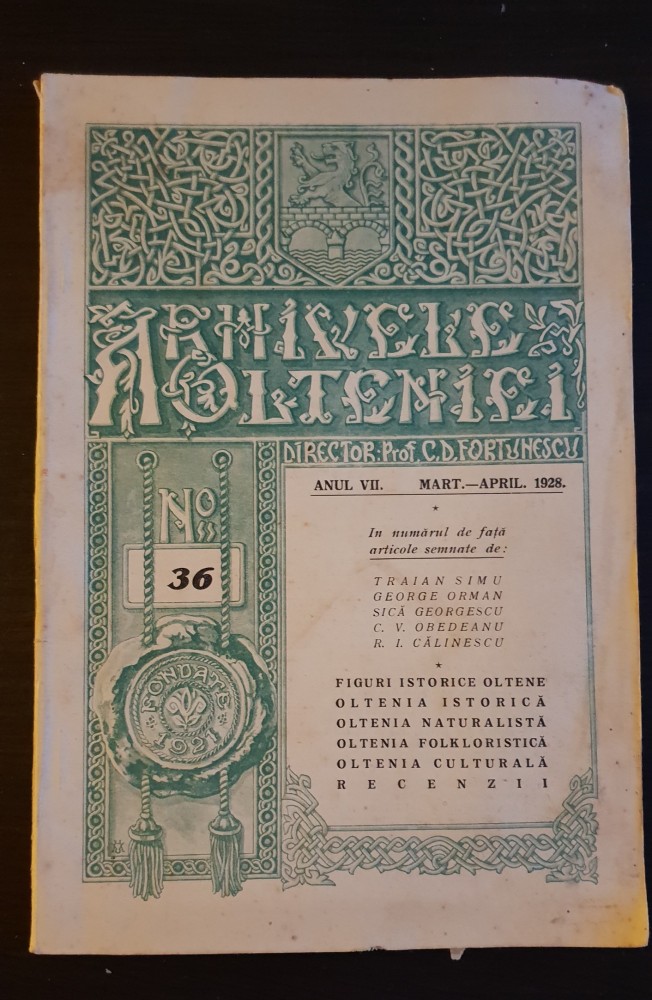 ARHIVELE
OLTENIEI
DIRECTOR: Prof. C.D. FORTUNESCU
No
36
FONDATE
1921
ANUL VII. MART.—APRIL. 1928.
In numărul de față
articole semnate de:
TRAIAN SIMU
GEORGE ORMAN
SICĂ GEORGESCU
C. V. OBEDEANU
R. I. CĂLINESCU
FIGURI ISTORICE OLTENE
OLTENIA ISTORICĂ
OLTENIA NATURALISTĂ
OLTENIA FOLKLORISTICĂ
OLTENIA CULTURALĂ
RECENZII